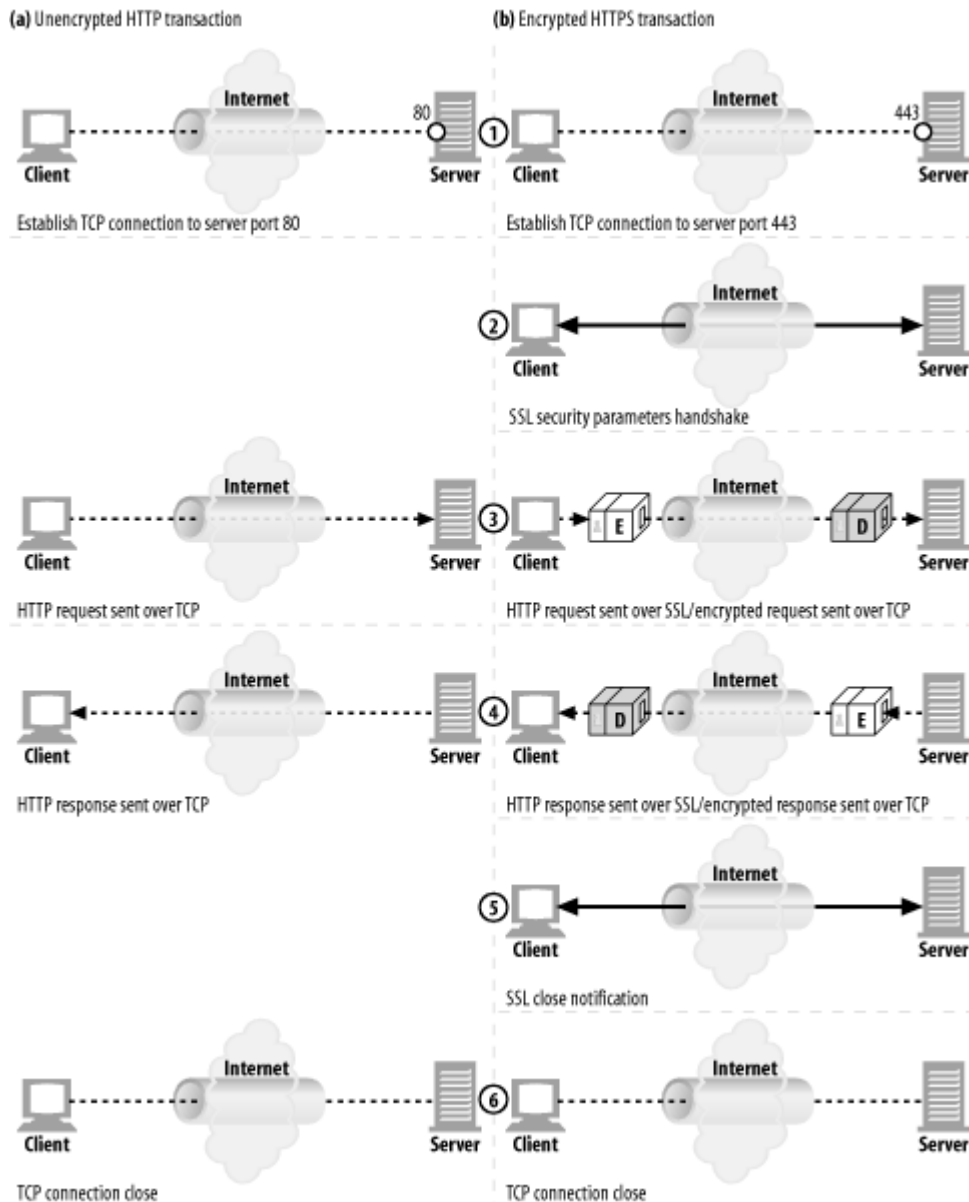 (a) Unencrypted HTTP transaction
(b) Encrypted HTTPS transaction
Internet
80
Client
Server
Establish TCP connection to server port 80
1
Internet
443
Client
Server
Establish TCP connection to server port 443
2
Internet
Client
Server
SSL security parameters handshake
Internet
Client
Server
HTTP request sent over TCP
3
Internet
E
D
Client
Server
HTTP request sent over SSL/encrypted request sent over TCP
Internet
Client
Server
HTTP response sent over TCP
4
Internet
D
E
Client
Server
HTTP response sent over SSL/encrypted response sent over TCP
5
Internet
Client
Server
SSL close notification
Internet
Client
Server
TCP connection close
6
Internet
Client
Server
TCP connection close